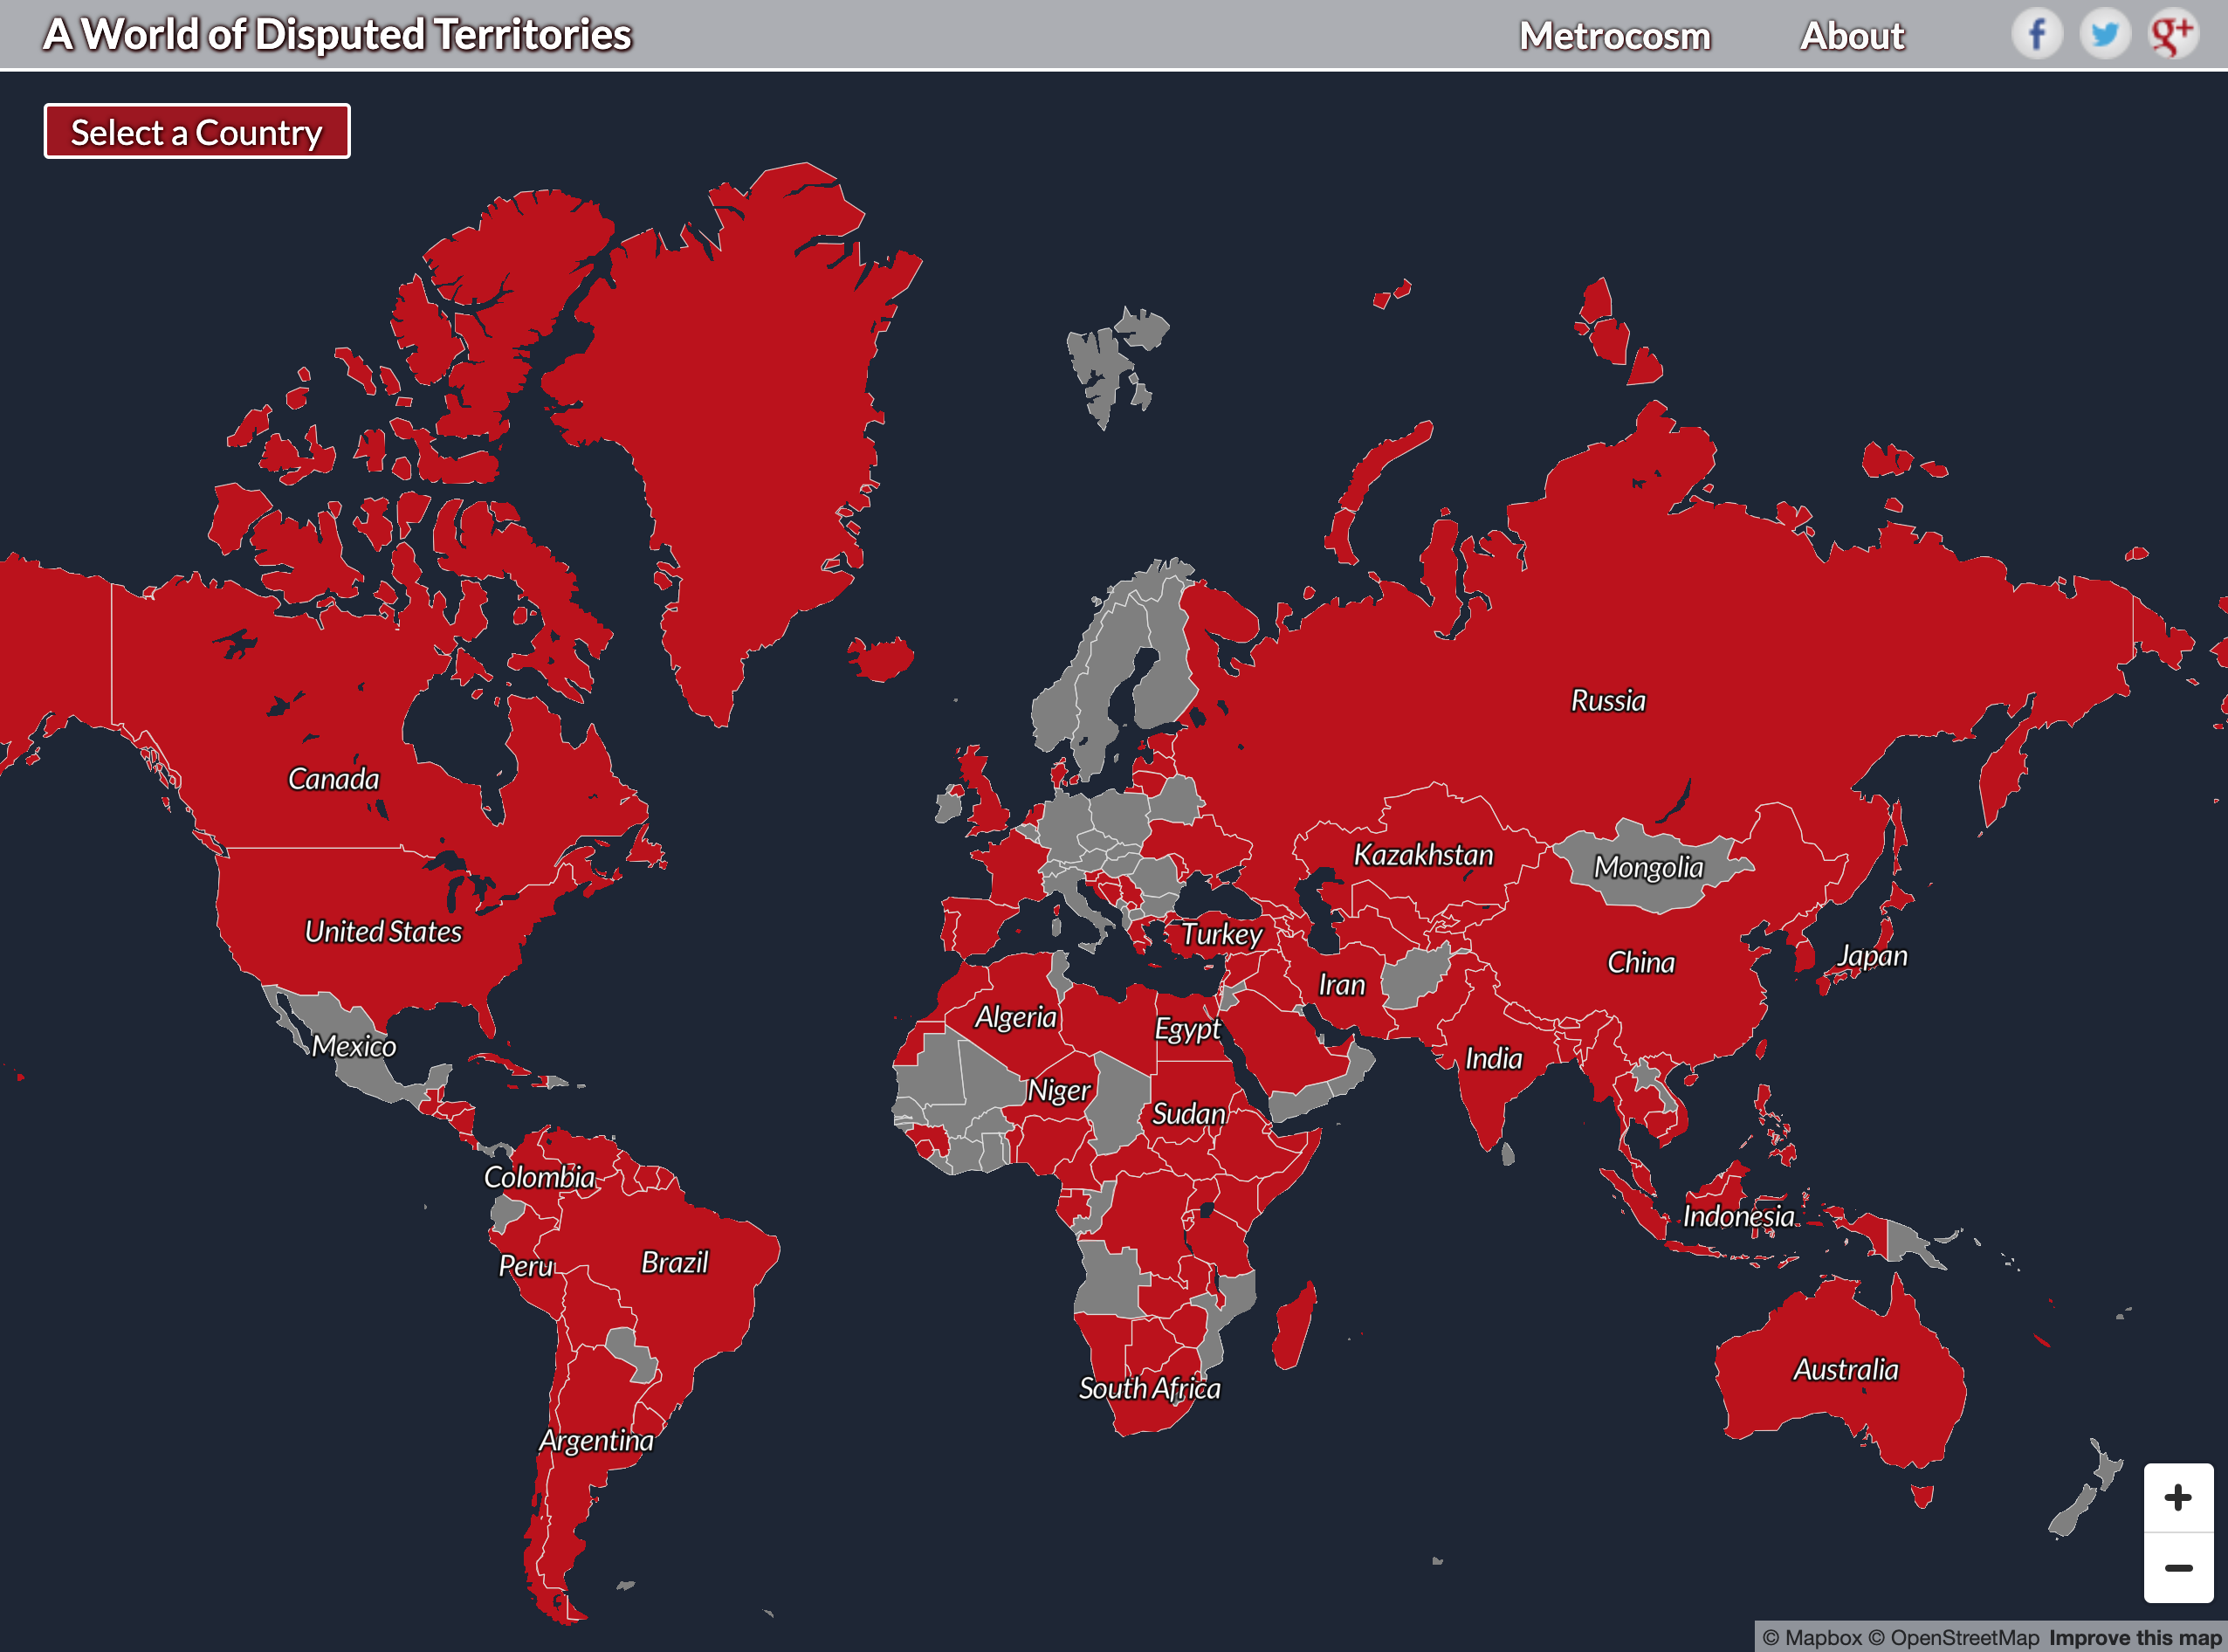 A World of Disputed Territories
Metrocosm
About
f
g+
Select a Country
Russia
Canada
Kazakhstan
Mongolia
United States
Turkey
China
Japan
Iran
Algeria
Egypt
Mexico
India
Niger
Sudan
Colombia
Indonesia
Peru
Brazil
Australia
South Africa
Argentina
+
−
© Mapbox © OpenStreetMap Improve this map